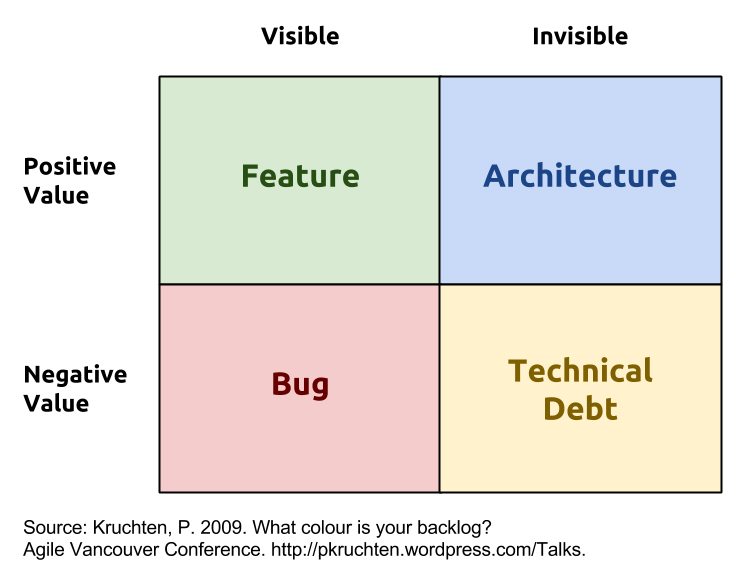 Visible
Invisible
Positive
Value
Feature
Architecture
Negative
Value
Bug
Technical
Debt
Source: Kruchten, P. 2009. What colour is your backlog?
Agile Vancouver Conference. http://pkruchten.wordpress.com/Talks.